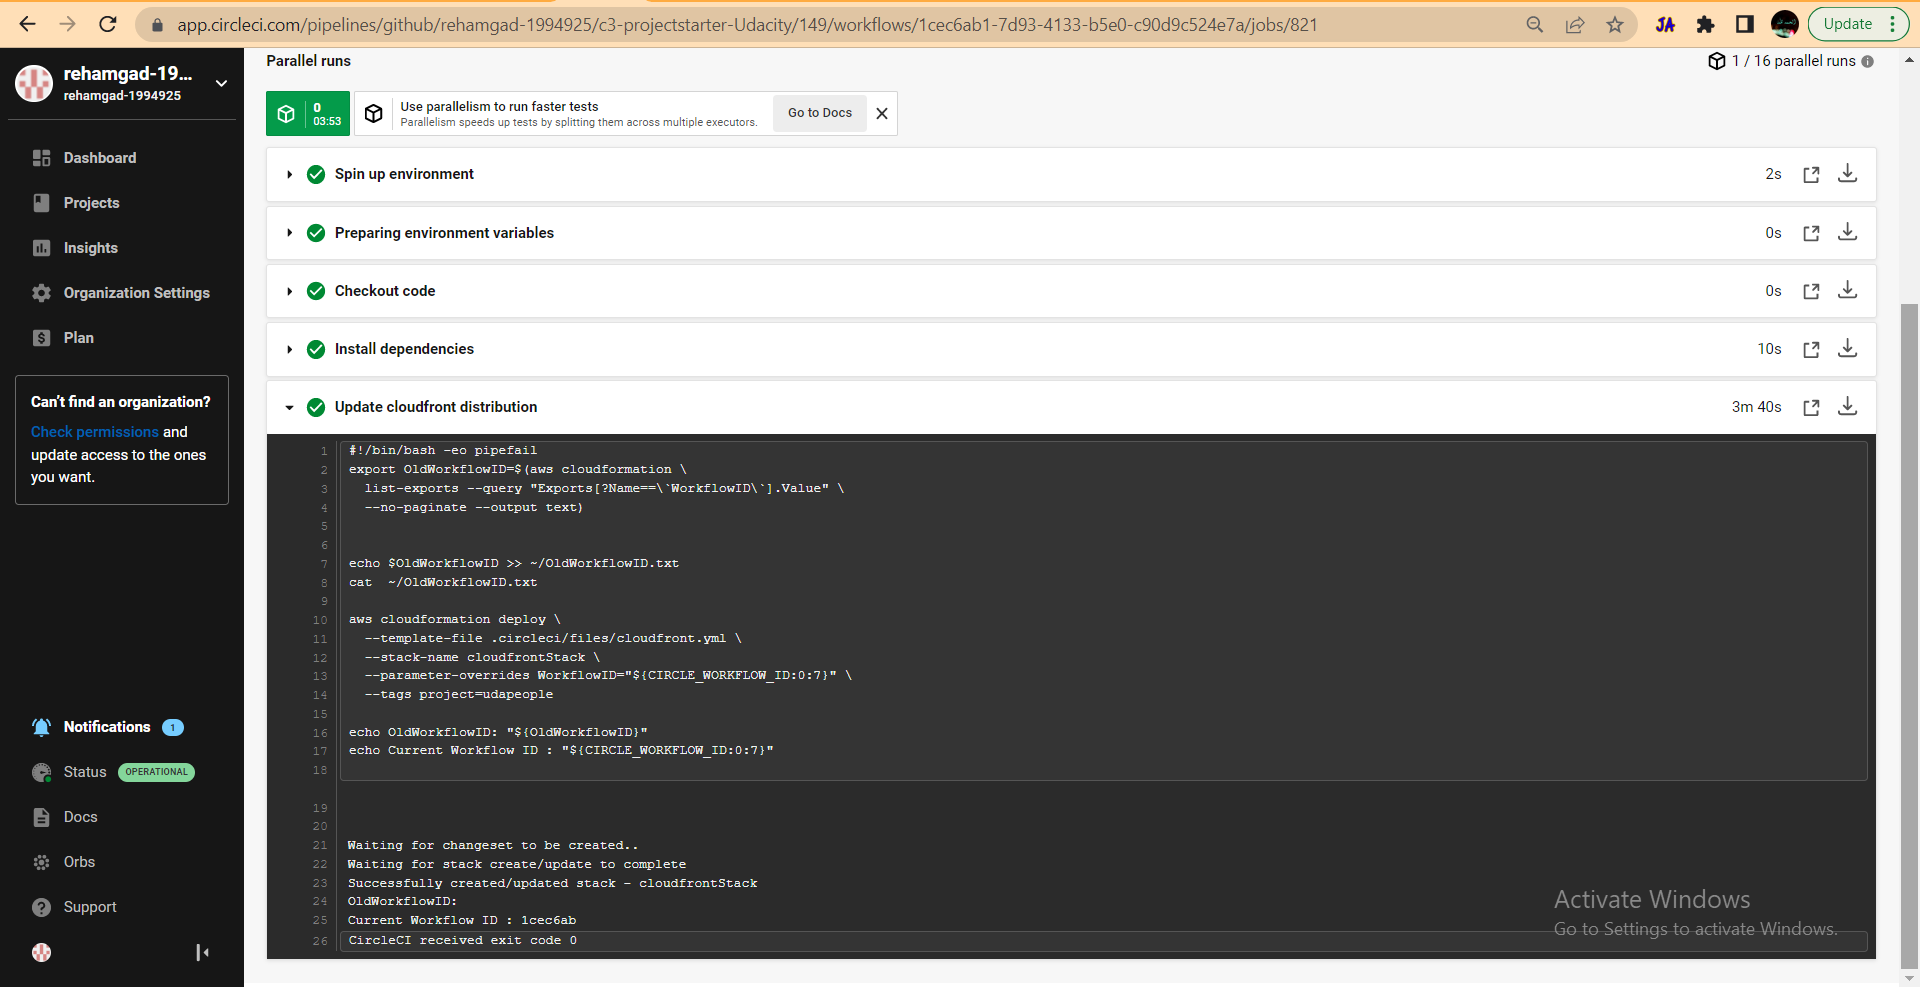 app.circleci.com/pipelines/github/rehamgad-1994925/c3-projectstarter-Udacity/149/workflows/1cec6ab1-7d93-4133-b5e0-c90d9c524e7a/jobs/821
JA
Update
rehamgad-19...
rehamgad-1994925
Dashboard
Projects
Insights
Organization Settings
Plan
Can't find an organization?
Check permissions and
update access to the ones
you want.
Notifications 1
Status OPERATIONAL
Docs
Orbs
Support
Parallel runs
1 / 16 parallel runs
0
03:53
Use parallelism to run faster tests
Parallelism speeds up tests by splitting them across multiple executors.
Go to Docs
Spin up environment 2s
Preparing environment variables 0s
Checkout code 0s
Install dependencies 10s
Update cloudfront distribution 3m 40s
1 #!/bin/bash -eo pipefail
2 export OldWorkflowID=$(aws cloudformation \
3 list-exports --query "Exports[?Name==\`WorkflowID\`].Value" \
4 --no-paginate --output text)
5
6
7 echo $OldWorkflowID >> ~/OldWorkflowID.txt
8 cat  ~/OldWorkflowID.txt
9
10 aws cloudformation deploy \
11 --template-file .circleci/files/cloudfront.yml \
12 --stack-name cloudfrontStack \
13 --parameter-overrides WorkflowID="${CIRCLE_WORKFLOW_ID:0:7}" \
14 --tags project=udapeople
15
16 echo OldWorkflowID: "${OldWorkflowID}"
17 echo Current Workflow ID : "${CIRCLE_WORKFLOW_ID:0:7}"
18
19
20
21 Waiting for changeset to be created..
22 Waiting for stack create/update to complete
23 Successfully created/updated stack - cloudfrontStack
24 OldWorkflowID:
25 Current Workflow ID : 1cec6ab
26 CircleCI received exit code 0
Activate Windows
Go to Settings to activate Windows.